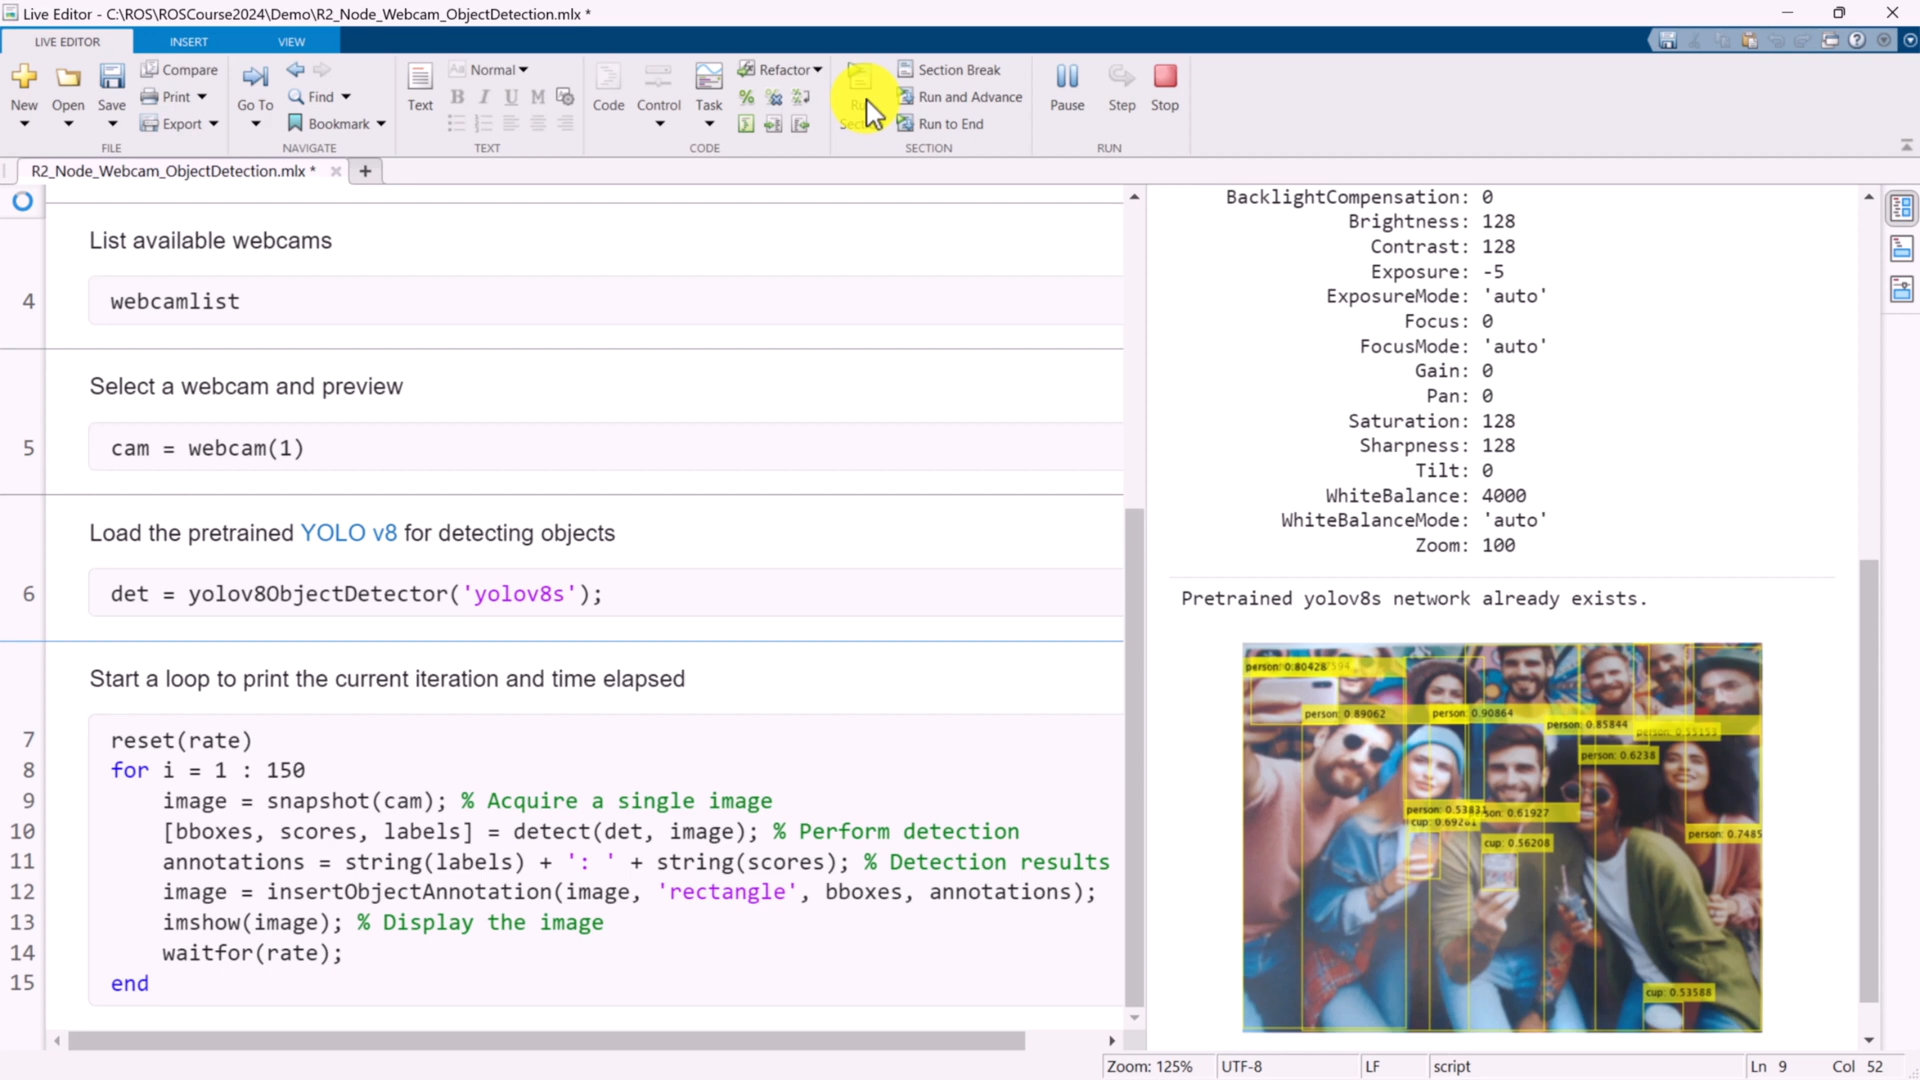 Live Editor - C:\ROS\ROSCourse2024\Demo\R2_Node_Webcam_ObjectDetection.mlx *
LIVE EDITOR INSERT VIEW
New Open Save Compare Print Export
FILE
Go To Find Bookmark
NAVIGATE
Text Normal B I U M
TEXT
Code Control Task Refactor
CODE
Section Break
Run and Advance
Run to End
SECTION
Pause Step Stop
RUN
R2_Node_Webcam_ObjectDetection.mlx *
List available webcams
4 webcamlist
Select a webcam and preview
5 cam = webcam(1)
Load the pretrained YOLO v8 for detecting objects
6 det = yolov8ObjectDetector('yolov8s');
Start a loop to print the current iteration and time elapsed
7 reset(rate)
8 for i = 1 : 150
9 image = snapshot(cam); % Acquire a single image
10 [bboxes, scores, labels] = detect(det, image); % Perform detection
11 annotations = string(labels) + ': ' + string(scores); % Detection results
12 image = insertObjectAnnotation(image, 'rectangle', bboxes, annotations);
13 imshow(image); % Display the image
14 waitfor(rate);
15 end
BacklightCompensation: 0
Brightness: 128
Contrast: 128
Exposure: -5
ExposureMode: 'auto'
Focus: 0
FocusMode: 'auto'
Gain: 0
Pan: 0
Saturation: 128
Sharpness: 128
Tilt: 0
WhiteBalance: 4000
WhiteBalanceMode: 'auto'
Zoom: 100
Pretrained yolov8s network already exists.
person: 0.80428
person: 0.89062
person: 0.90864
person: 0.85844
person: 0.6238
person: 0.53831
cup: 0.56208
person: 0.7485
cup: 0.53588
Zoom: 125% UTF-8 LF script Ln 9 Col 52